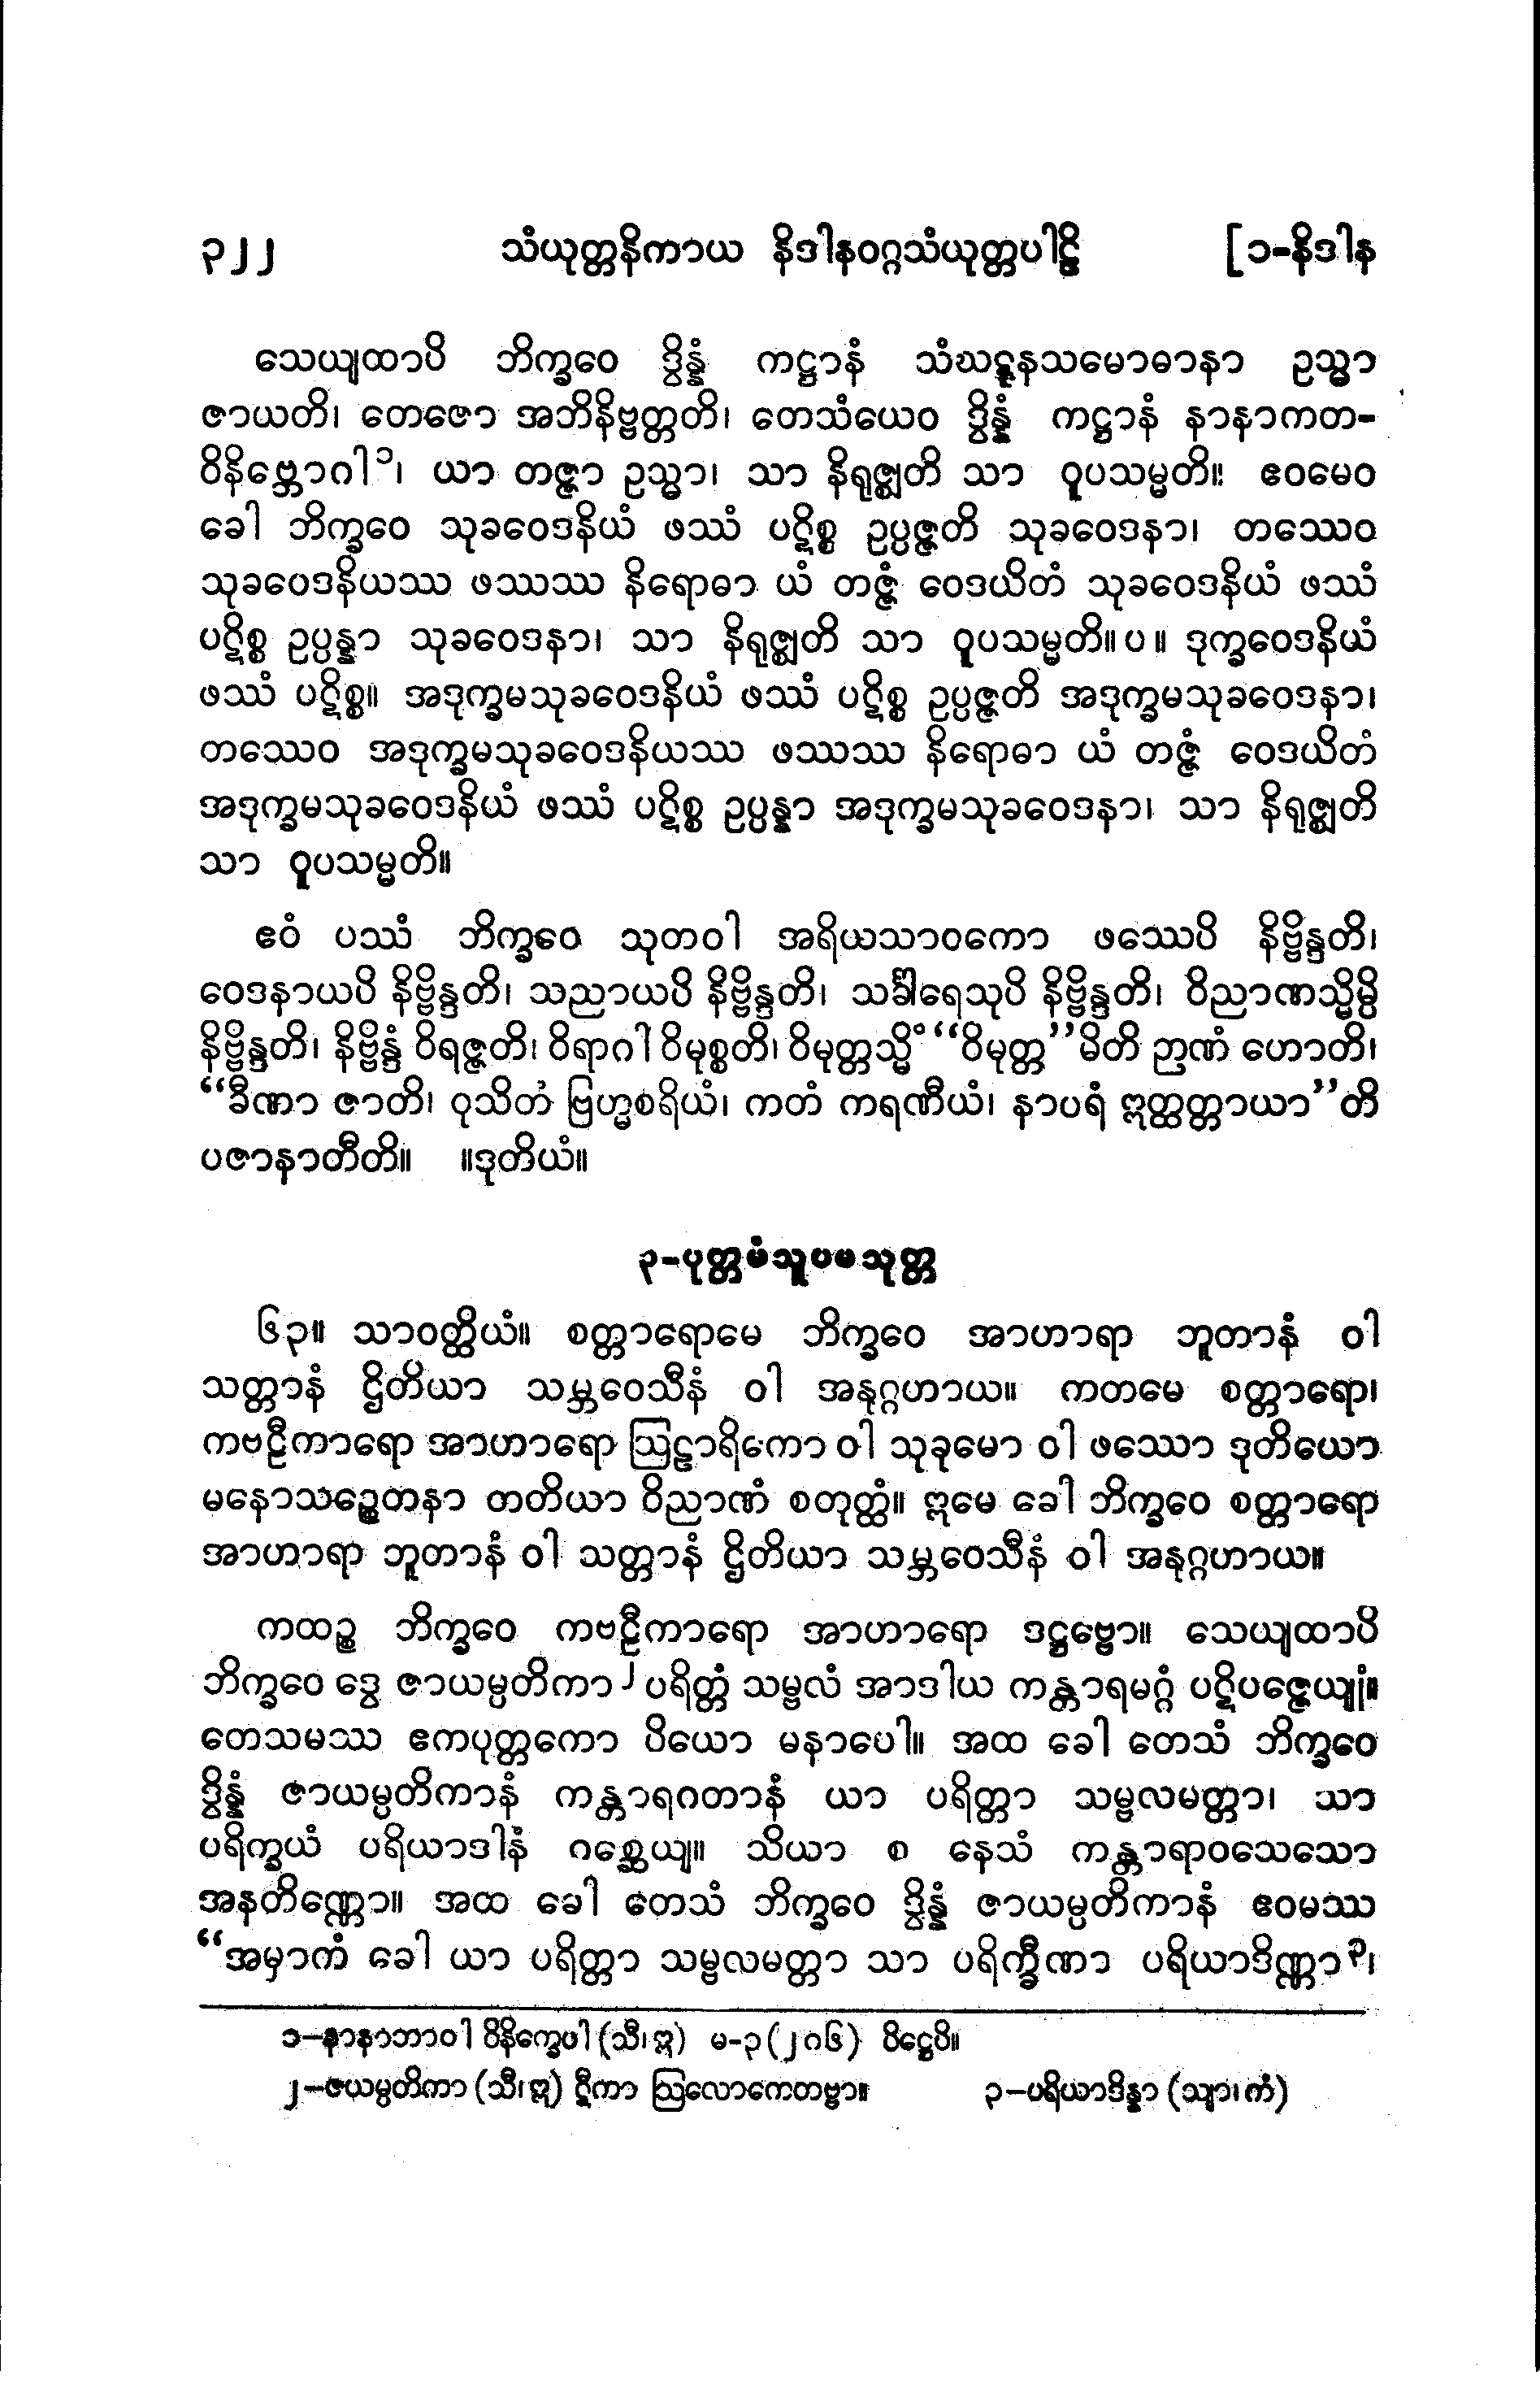 ၃၂၂ သံယုတ္တနိကာယ နိဒါနဝဂ္ဂသံယုတ္တပါဠိ [၁-နိဒါန
သေယျထာပိ ဘိက္ခဝေ ဒွိန္နံ ကဋ္ဌာနံ သံဃဋ္ဋနသမောဓာနာ ဥသ္မာ
ဇာယတိ၊ တေဇော အဘိနိဗ္ဗတ္တတိ၊ တေသံယေဝ ဒွိန္နံ ကဋ္ဌာနံ နာနာကတ-
ဝိနိဗ္ဘောဂါ၁၊ ယာ တဇ္ဇာ ဥသ္မာ၊ သာ နိရုဇ္ဈတိ သာ ဝူပသမ္မတိ။ ဧဝမေဝ
ခေါ ဘိက္ခဝေ သုခဝေဒနိယံ ဖဿံ ပဋိစ္စ ဥပ္ပဇ္ဇတိ သုခဝေဒနာ၊ တဿေဝ
သုခဝေဒနိယဿ ဖဿဿ နိရောဓာ ယံ တဇ္ဇံ ဝေဒယိတံ သုခဝေဒနိယံ ဖဿံ
ပဋိစ္စ ဥပ္ပန္နာ သုခဝေဒနာ၊ သာ နိရုဇ္ဈတိ သာ ဝူပသမ္မတိ။ပ။ ဒုက္ခဝေဒနိယံ
ဖဿံ ပဋိစ္စ။ အဒုက္ခမသုခဝေဒနိယံ ဖဿံ ပဋိစ္စ ဥပ္ပဇ္ဇတိ အဒုက္ခမသုခဝေဒနာ၊
တဿေဝ အဒုက္ခမသုခဝေဒနိယဿ ဖဿဿ နိရောဓာ ယံ တဇ္ဇံ ဝေဒယိတံ
အဒုက္ခမသုခဝေဒနိယံ ဖဿံ ပဋိစ္စ ဥပ္ပန္နာ အဒုက္ခမသုခဝေဒနာ၊ သာ နိရုဇ္ဈတိ
သာ ဝူပသမ္မတိ။
ဧဝံ ပဿံ ဘိက္ခဝေ သုတဝါ အရိယသာဝကော ဖဿေပိ နိဗ္ဗိန္ဒတိ၊
ဝေဒနာယပိ နိဗ္ဗိန္ဒတိ၊ သညာယပိ နိဗ္ဗိန္ဒတိ၊ သင်္ခါရေသုပိ နိဗ္ဗိန္ဒတိ၊ ဝိညာဏသ္မိမ္ပိ
နိဗ္ဗိန္ဒတိ၊ နိဗ္ဗိန္ဒံ ဝိရဇ္ဇတိ၊ ဝိရာဂါ ဝိမုစ္စတိ၊ ဝိမုတ္တသ္မိံ “ဝိမုတ္တ”မိတိ ဉာဏံ ဟောတိ၊
“ခီဏာ ဇာတိ၊ ဝုသိတံ ဗြဟ္မစရိယံ၊ ကတံ ကရဏီယံ၊ နာပရံ ဣတ္ထတ္တာယာ”တိ
ပဇာနာတီတိ။ ။ဒုတိယံ။
၃-ပုတ္တမံသူပမသုတ္တ
၆၃။ သာဝတ္ထိယံ။ စတ္တာရောမေ ဘိက္ခဝေ အာဟာရာ ဘူတာနံ ဝါ
သတ္တာနံ ဌိတိယာ သမ္ဘဝေသီနံ ဝါ အနုဂ္ဂဟာယ။ ကတမေ စတ္တာရော၊
ကဗဠီကာရော အာဟာရော ဩဠာရိကော ဝါ သုခုမော ဝါ ဖဿော ဒုတိယော
မနောသဉ္စေတနာ တတိယာ ဝိညာဏံ စတုတ္ထံ။ ဣမေ ခေါ ဘိက္ခဝေ စတ္တာရော
အာဟာရာ ဘူတာနံ ဝါ သတ္တာနံ ဌိတိယာ သမ္ဘဝေသီနံ ဝါ အနုဂ္ဂဟာယ။
ကထဉ္စ ဘိက္ခဝေ ကဗဠီကာရော အာဟာရော ဒဋ္ဌဗ္ဗော။ သေယျထာပိ
ဘိက္ခဝေ ဒွေ ဇာယမ္ပတိကာ၂ ပရိတ္တံ သမ္ဗလံ အာဒါယ ကန္တာရမဂ္ဂံ ပဋိပဇ္ဇေယျုံ။
တေသမဿ ဧကပုတ္တကော ပိယော မနာပေါ။ အထ ခေါ တေသံ ဘိက္ခဝေ
ဒွိန္နံ ဇာယမ္ပတိကာနံ ကန္တာရဂတာနံ ယာ ပရိတ္တာ သမ္ဗလမတ္တာ၊ သာ
ပရိက္ခယံ ပရိယာဒါနံ ဂစ္ဆေယျ။ သိယာ စ နေသံ ကန္တာရာဝသေသော
အနတိဏ္ဏော။ အထ ခေါ တေသံ ဘိက္ခဝေ ဒွိန္နံ ဇာယမ္ပတိကာနံ ဧဝမဿ
“အမှာကံ ခေါ ယာ ပရိတ္တာ သမ္ဗလမတ္တာ သာ ပရိက္ခီဏာ ပရိယာဒိဏ္ဏာ၃၊
၁-နာနာဘာဝါ ဝိနိက္ခေပါ (သီ၊ဣ) မ-၃ (၂၈၆) ပိဋ္ဌေပိ။
၂-ဇယမ္ပတိကာ (သီ၊ဣ) ဋီကာ ဩလောကေတဗ္ဗာ။ ၃-ပရိယာဒိန္နာ (သျာ၊ကံ)